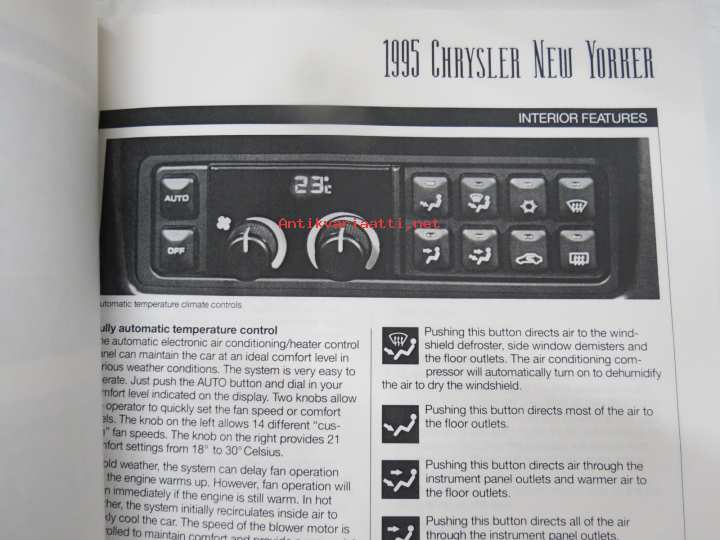 1995 CHRYSLER NEW YORKER
INTERIOR FEATURES
23°C
AUTO
OFF
Antikvariaatti.net
utomatic temperature climate controls
ully automatic temperature control
he automatic electronic air conditioning/heater control
anel can maintain the car at an ideal comfort level in
rious weather conditions. The system is very easy to
erate. Just push the AUTO button and dial in your
mfort level indicated on the display. Two knobs allow
operator to quickly set the fan speed or comfort
els. The knob on the left allows 14 different "cus-
" fan speeds. The knob on the right provides 21
mfort settings from 18° to 30° Celsius.
old weather, the system can delay fan operation
the engine warms up. However, fan operation will
n immediately if the engine is still warm. In hot
ther, the system initially recirculates inside air to
kly cool the car. The speed of the blower motor is
rolled to maintain comfort and
Pushing this button directs air to the wind-
shield defroster, side window demisters and
the floor outlets. The air conditioning com-
pressor will automatically turn on to dehumidify
the air to dry the windshield.
Pushing this button directs most of the air to
the floor outlets.
Pushing this button directs air through the
instrument panel outlets and warmer air to
the floor outlets.
Pushing this button directs all of the air
through the instrument panel outlets.